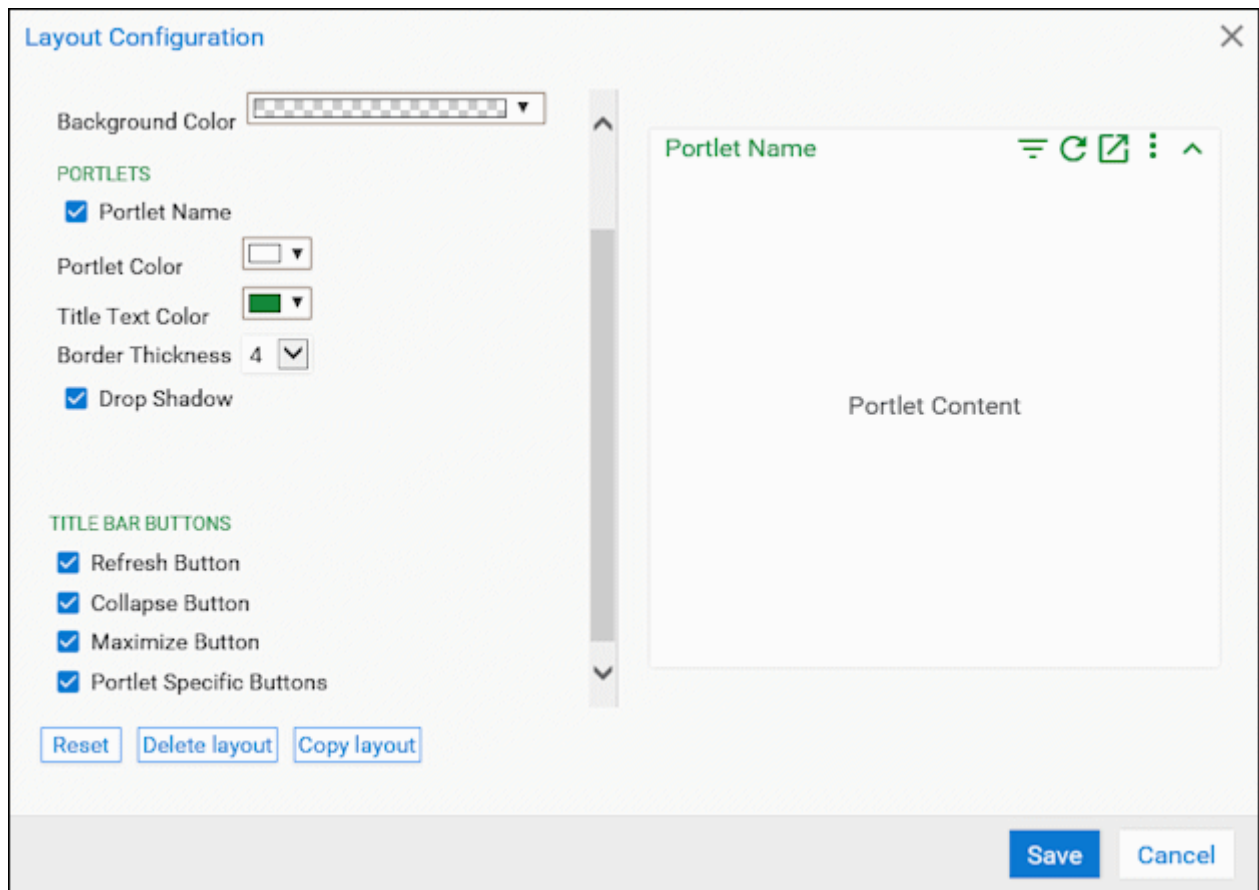 Layout Configuration
Background Color
PORTLETS
Portlet Name
Portlet Color
Title Text Color
Border Thickness 4
Drop Shadow
TITLE BAR BUTTONS
Refresh Button
Collapse Button
Maximize Button
Portlet Specific Buttons
Reset Delete layout Copy layout
Portlet Name
Portlet Content
Save Cancel